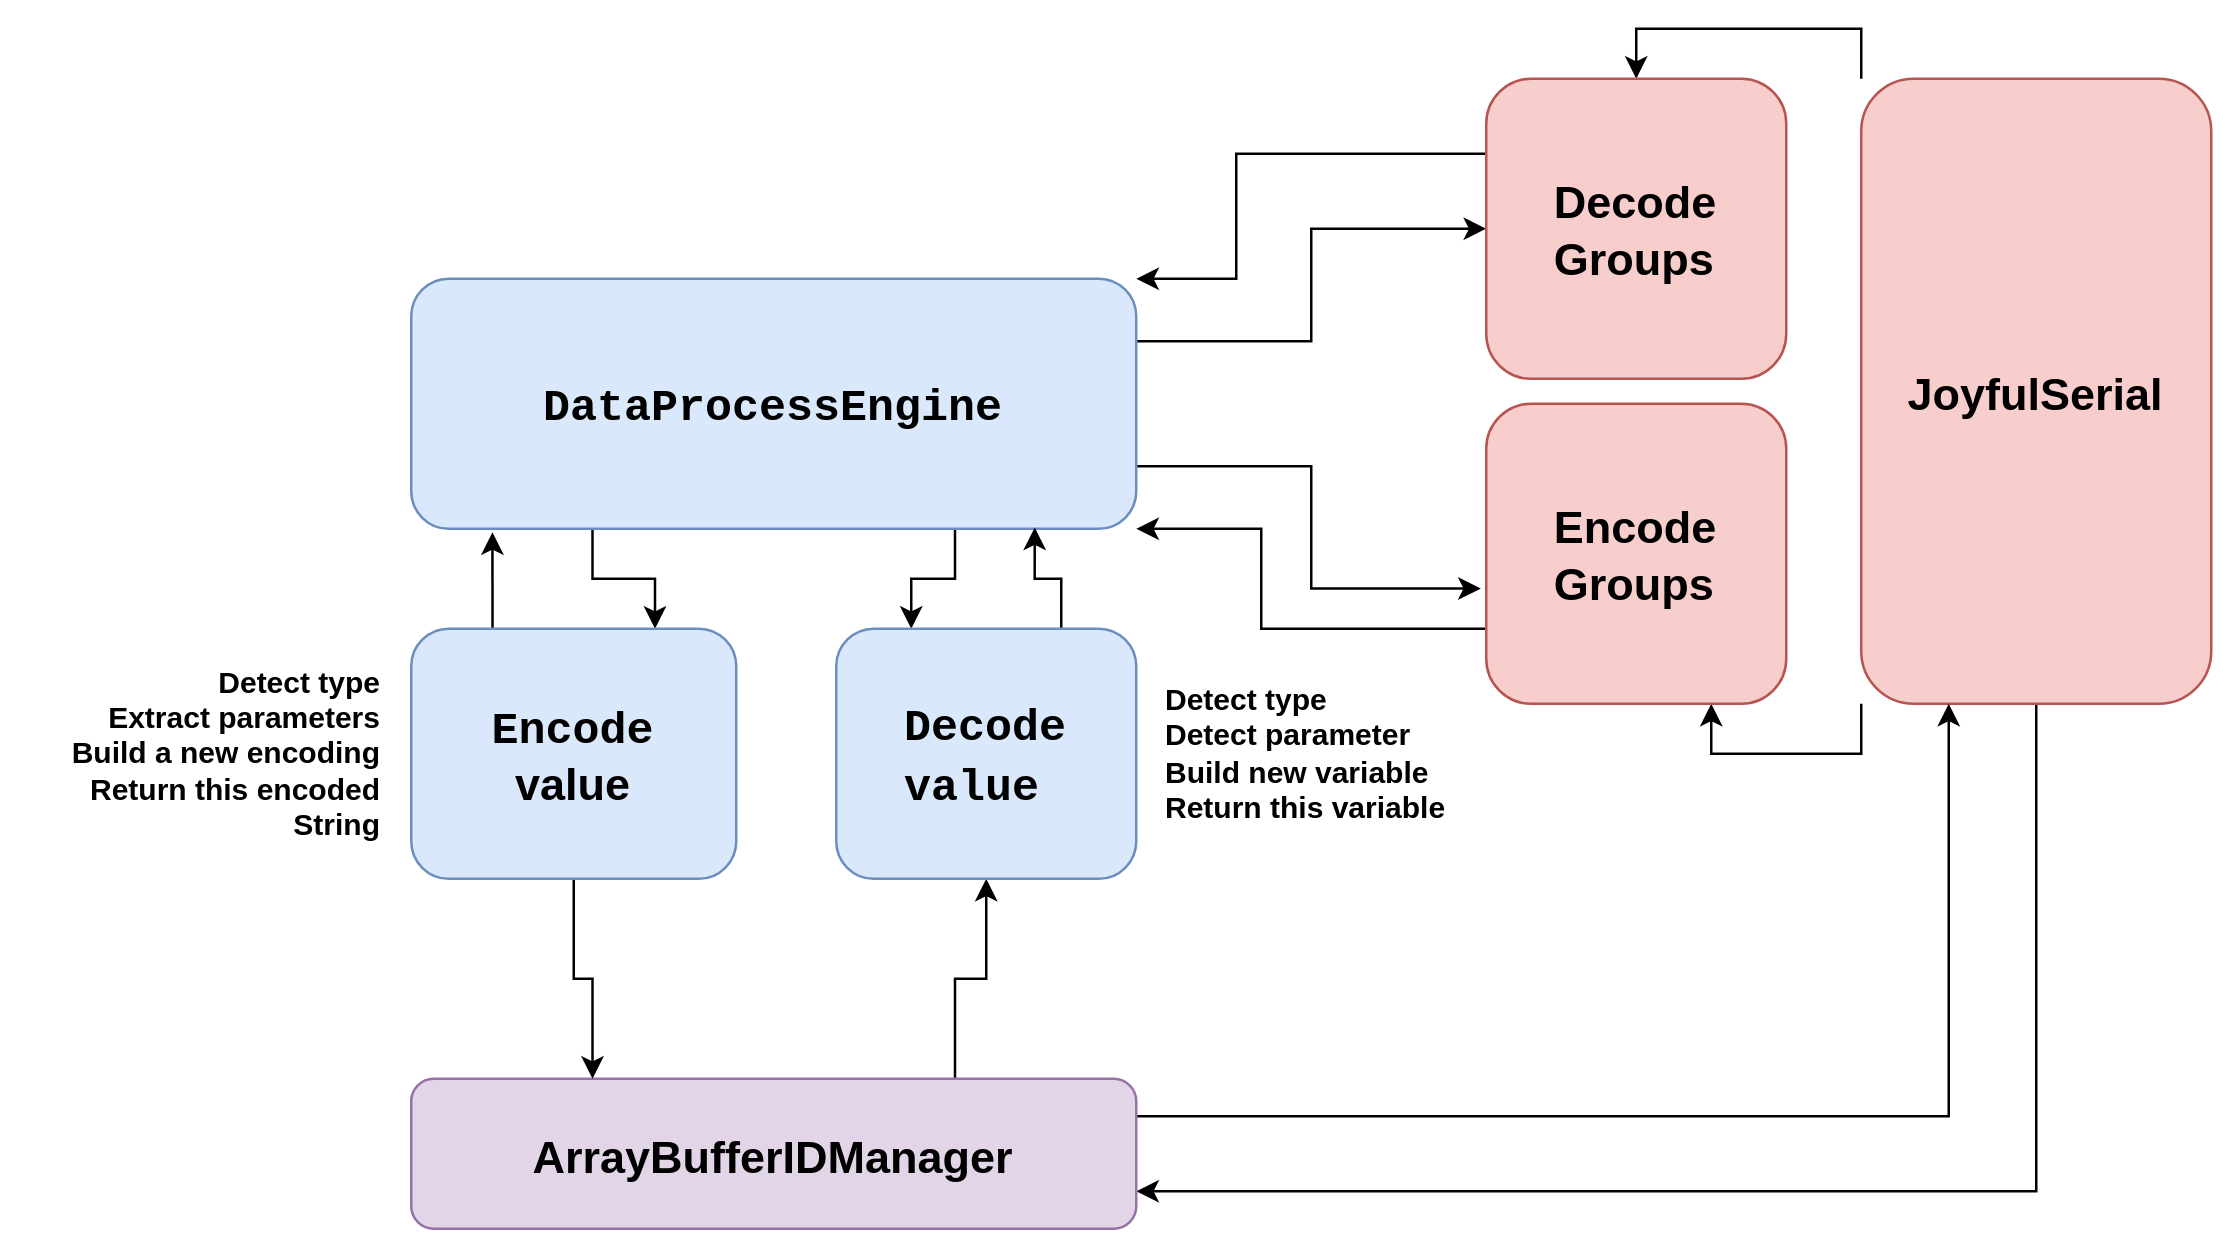 Decode
Groups
JoyfulSerial
DataProcessEngine
Encode
Groups
Detect type
Extract parameters
Build a new encoding
Return this encoded
String
Encode
value
Decode
value
Detect type
Detect parameter
Build new variable
Return this variable
ArrayBufferIDManager